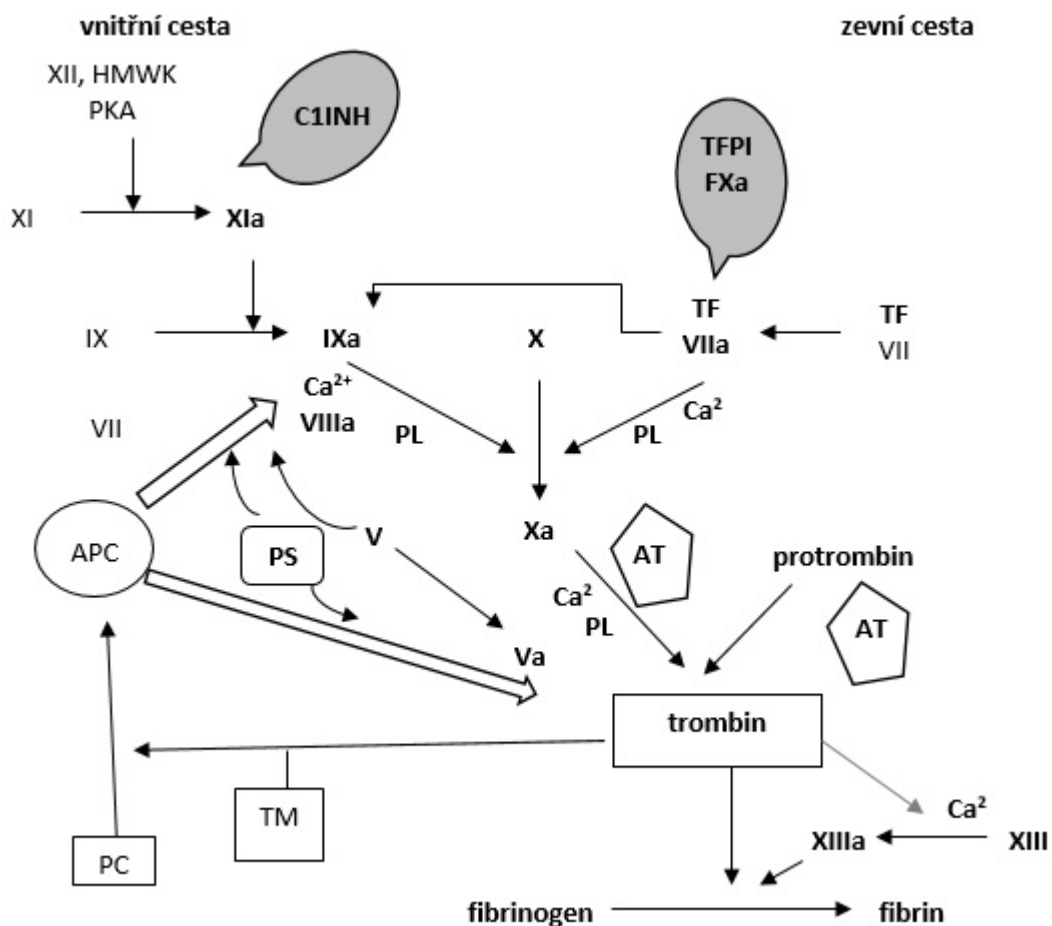 vnitřní cesta
zevní cesta
XII, HMWK
PKA
C1INH
TFPI
FXa
XI
XIa
IX
IXa
X
TF
VIIa
TF
VII
Ca²⁺
VIIIa
PL
PL
Ca²
VII
APC
PS
V
Xa
AT
protrombin
Ca²
PL
AT
Va
trombin
TM
PC
Ca²
XIIIa
XIII
fibrinogen
fibrin